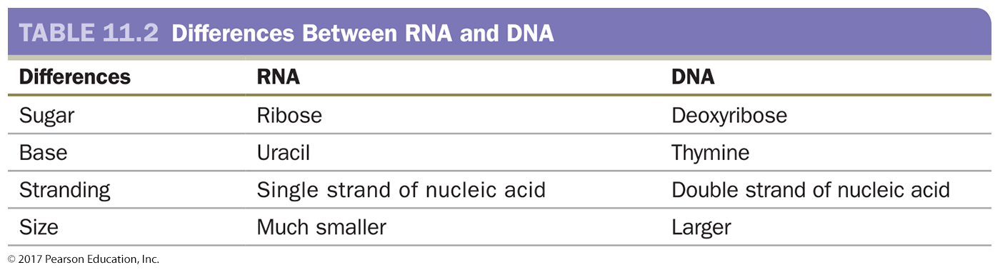 TABLE 11.2 Differences Between RNA and DNA
Differences RNA DNA
Sugar Ribose Deoxyribose
Base Uracil Thymine
Stranding Single strand of nucleic acid Double strand of nucleic acid
Size Much smaller Larger
© 2017 Pearson Education, Inc.